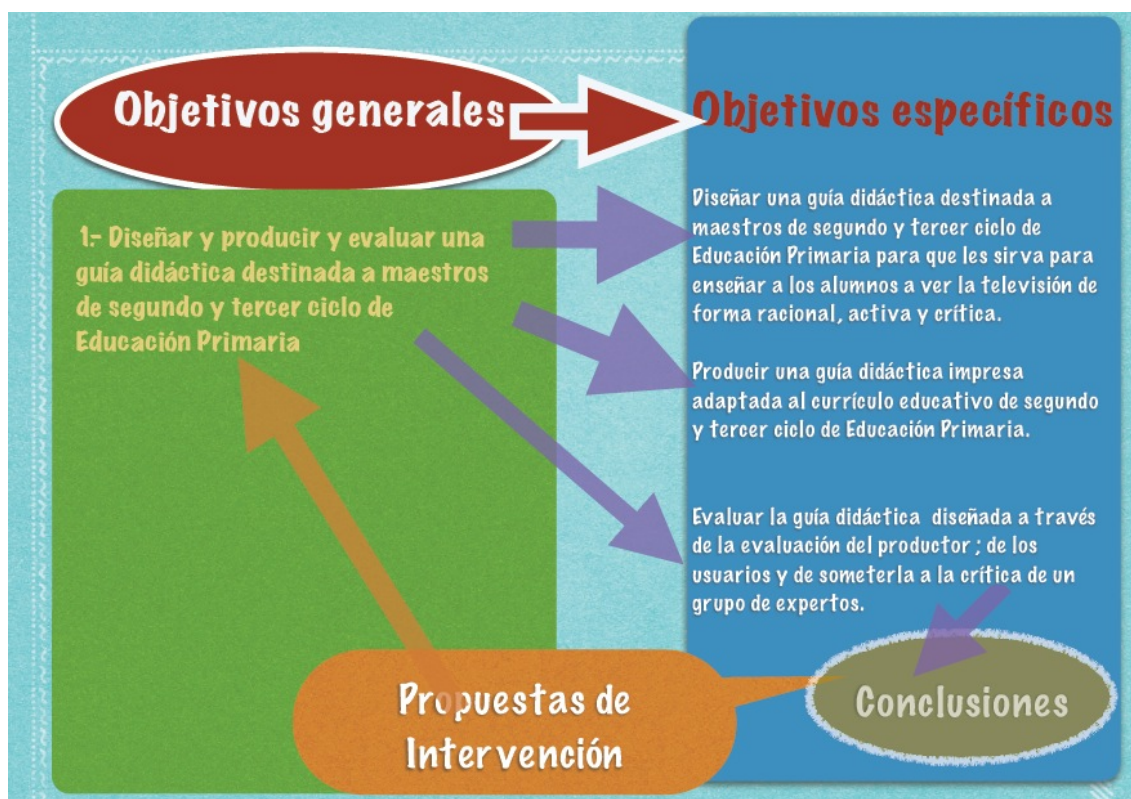 Objetivos generales
Objetivos específicos
1.- Diseñar y producir y evaluar una
guía didáctica destinada a maestros
de segundo y tercer ciclo de
Educación Primaria
Diseñar una guía didáctica destinada a
maestros de segundo y tercer ciclo de
Educación Primaria para que les sirva para
enseñar a los alumnos a ver la televisión de
forma racional, activa y crítica.
Producir una guía didáctica impresa
adaptada al currículo educativo de segundo
y tercer ciclo de Educación Primaria.
Evaluar la guía didáctica diseñada a través
de la evaluación del productor ; de los
usuarios y de someterla a la crítica de un
grupo de expertos.
Propuestas de
Intervención
Conclusiones